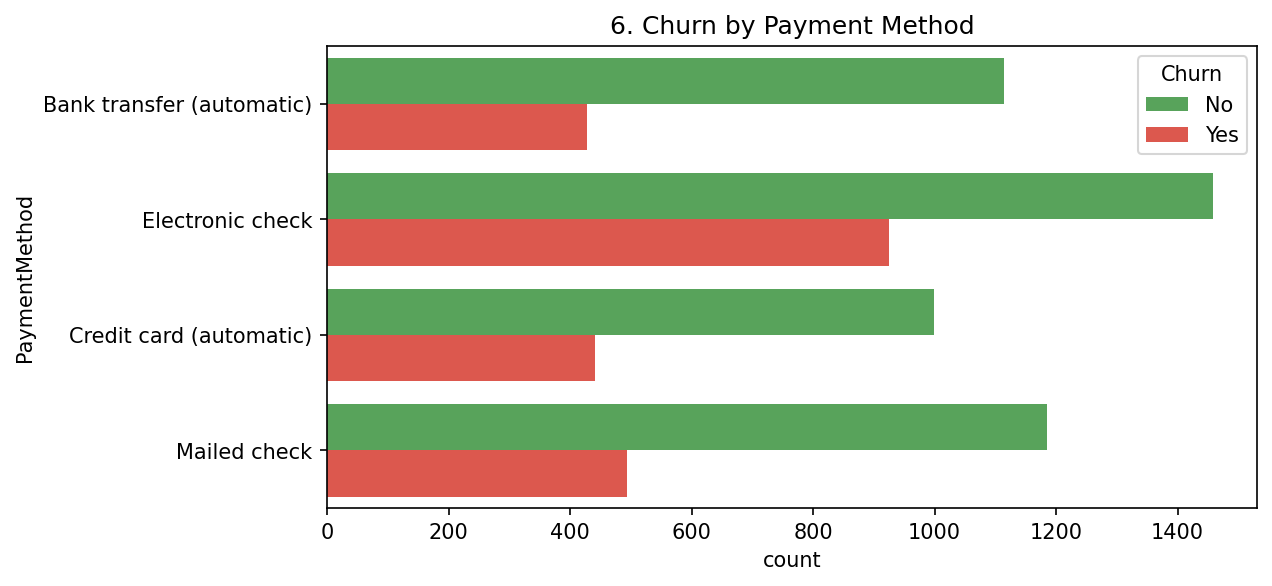 6. Churn by Payment Method
Churn
No
Yes
PaymentMethod
Bank transfer (automatic)
Electronic check
Credit card (automatic)
Mailed check
0 200 400 600 800 1000 1200 1400
count